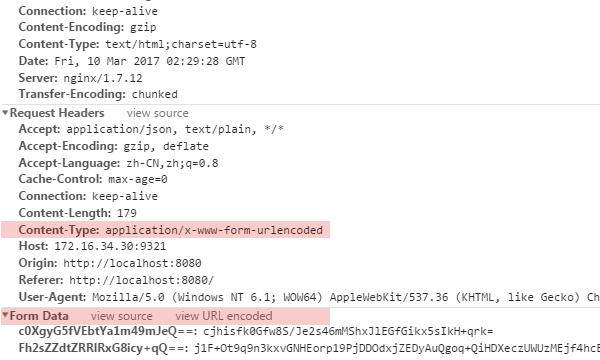 Connection: keep-alive
Content-Encoding: gzip
Content-Type: text/html;charset=utf-8
Date: Fri, 10 Mar 2017 02:29:28 GMT
Server: nginx/1.7.12
Transfer-Encoding: chunked
▼Request Headers view source
Accept: application/json, text/plain, */*
Accept-Encoding: gzip, deflate
Accept-Language: zh-CN,zh;q=0.8
Cache-Control: max-age=0
Connection: keep-alive
Content-Length: 179
Content-Type: application/x-www-form-urlencoded
Host: 172.16.34.30:9321
Origin: http://localhost:8080
Referer: http://localhost:8080/
User-Agent: Mozilla/5.0 (Windows NT 6.1; WOW64) AppleWebKit/537.36 (KHTML, like Gecko) Ch
▼Form Data view source view URL encoded
c0XgyG5fVEbtYa1m49mJeQ==: cjhisfk0Gfw8S/Je2s46mMShxJlEGfGikx5sIkH+qrk=
Fh2sZZdtZRRIRxG8icy+qQ==: j1F+Ot9q9n3kxvGNHEorp19PjDDOdxjZEDyAuQgoq+QiHDXeczUWUzMEjf4hcE